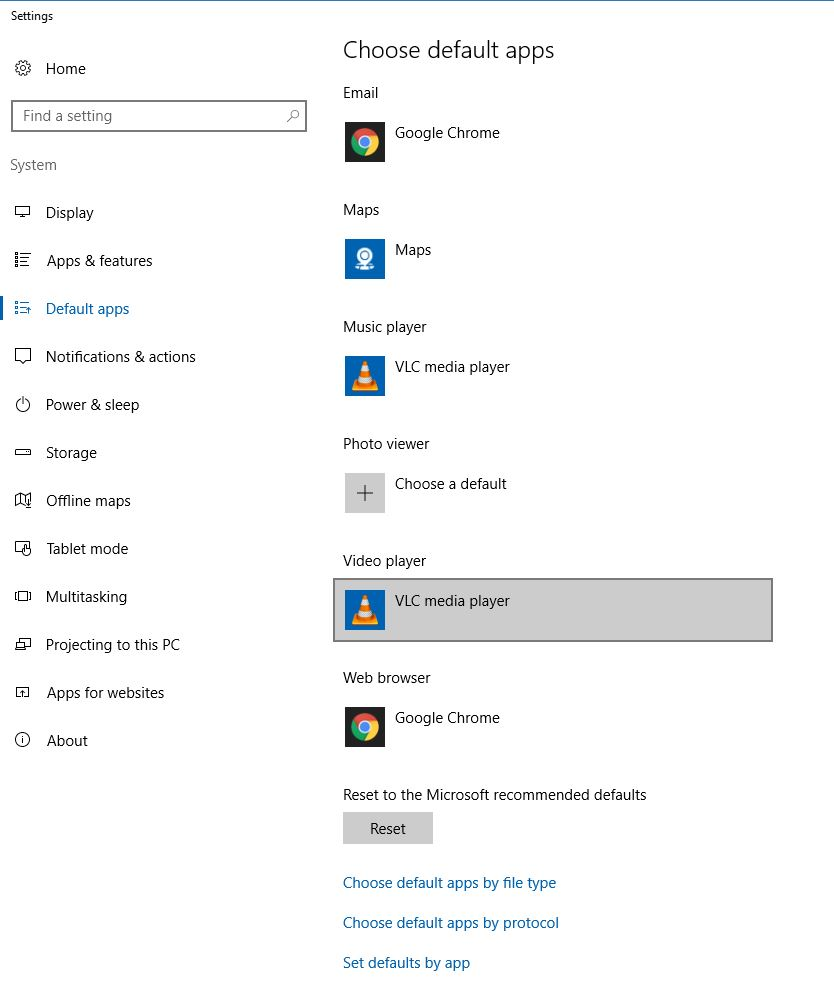 Settings
Home
Find a setting
System
Display
Apps & features
Default apps
Notifications & actions
Power & sleep
Storage
Offline maps
Tablet mode
Multitasking
Projecting to this PC
Apps for websites
About
Choose default apps
Email
Google Chrome
Maps
Maps
Music player
VLC media player
Photo viewer
Choose a default
Video player
VLC media player
Web browser
Google Chrome
Reset to the Microsoft recommended defaults
Reset
Choose default apps by file type
Choose default apps by protocol
Set defaults by app